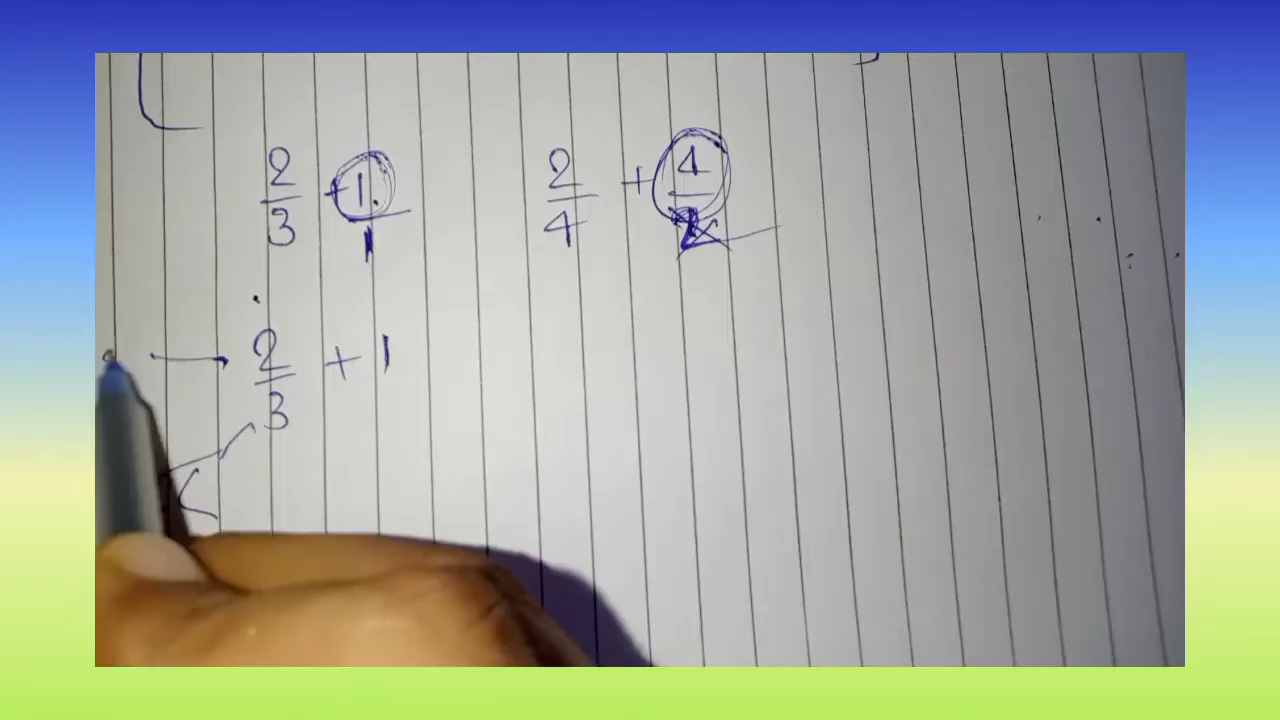 2/3 + 1/1 2/4 + 4/2
2/3 + 1